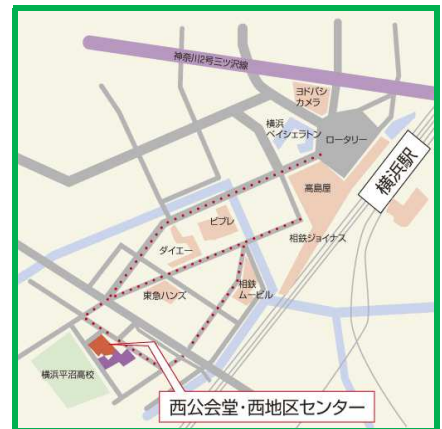 神奈川2号三ツ沢線
ヨドバシ
カメラ
横浜
ベイシェラトン
ロータリー
横浜駅
高島屋
ビブレ
相鉄ジョイナス
ダイエー
東急ハンズ
相鉄
ムービル
横浜平沼高校
西公会堂・西地区センター